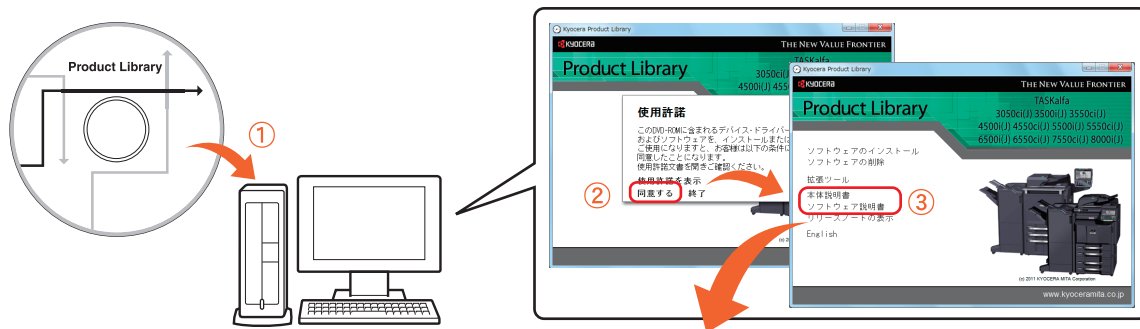 Product Library
①
Kyocera Product Library
KYOCERA
THE NEW VALUE FRONTIER
Product Library
TASKalfa
3050ci(J)
4500i(J)
使用許諾
このDVD-ROMに含まれるデバイス・ドライバー
およびソフトウェアを、インストールまたは
ご使用になりますと、お客様は以下の条件に
同意したことになります。
使用許諾文書を開きご確認ください。
使用許諾を表示
②
同意する 終了
Kyocera Product Library
KYOCERA
THE NEW VALUE FRONTIER
Product Library
TASKalfa
3050ci(J) 3500i(J) 3550ci(J)
4500i(J) 4550ci(J) 5500i(J) 5550ci(J)
6500i(J) 6550ci(J) 7550ci(J) 8000i(J)
ソフトウェアのインストール
ソフトウェアの削除
拡張ツール
本体説明書
ソフトウェア説明書
③
リリースノートの表示
English
(c) 2011 KYOCERA MITA Corporation
www.kyoceramita.co.jp